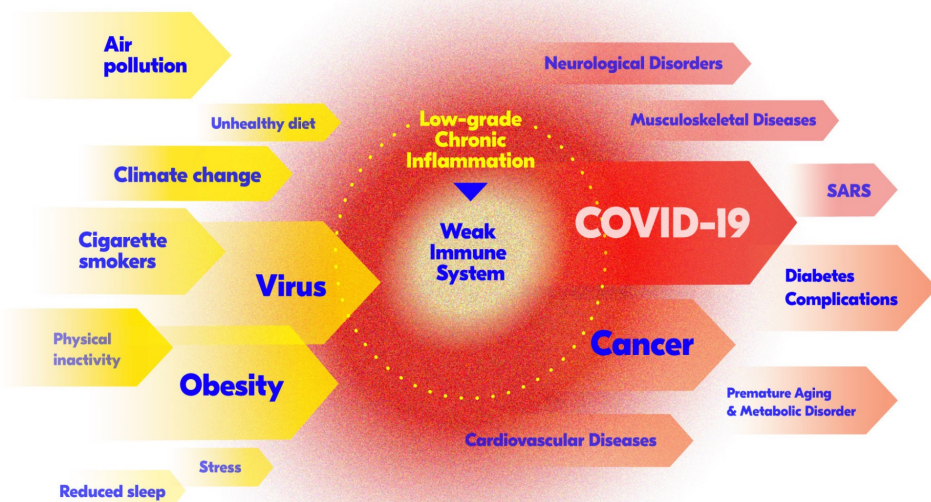 Air
pollution
Unhealthy diet
Climate change
Cigarette
smokers
Virus
Physical
inactivity
Obesity
Stress
Reduced sleep
Low-grade
Chronic
Inflammation
Weak
Immune
System
Neurological Disorders
Musculoskeletal Diseases
COVID-19
SARS
Diabetes
Complications
Cancer
Premature Aging
& Metabolic Disorder
Cardiovascular Diseases